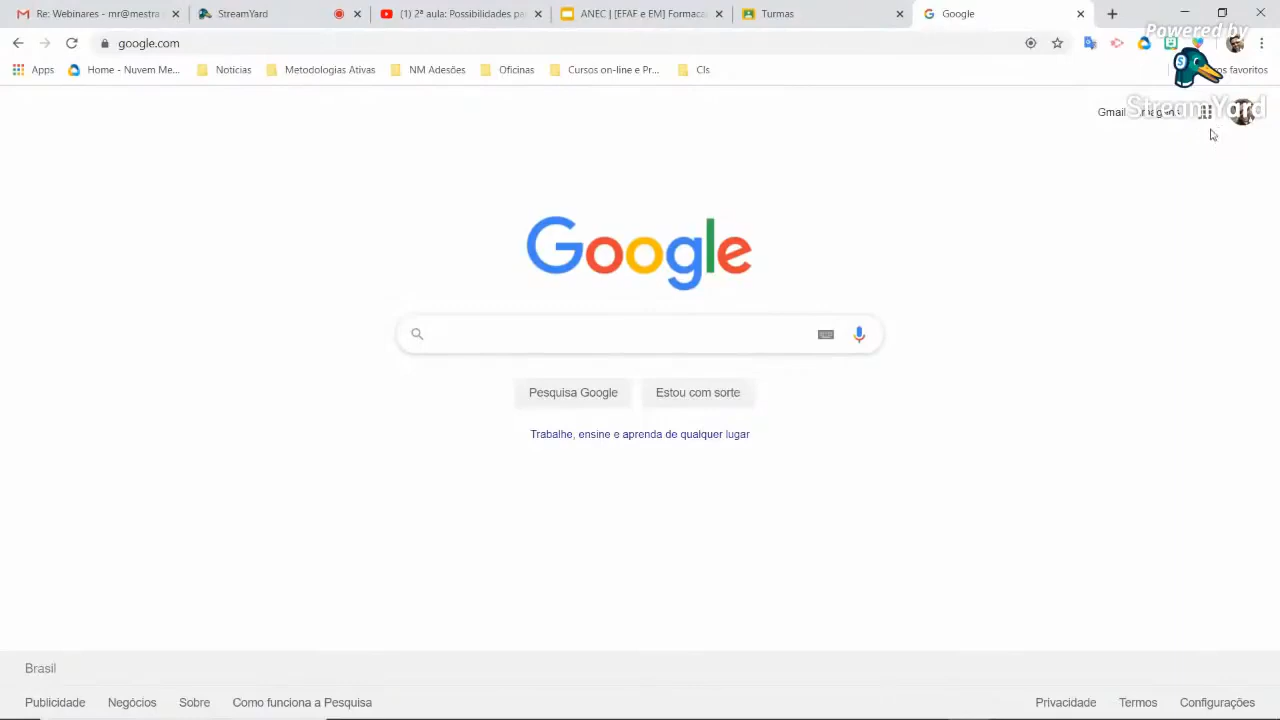 Re: Webinares - mr@mestra
StreamYard
(1) 2ª aula: Possibilidades pa
ANEC | [EFAF e EM] Formaca
Turmas
Google
google.com
Powered by
StreamYard
Apps
Home - Nuvem Me...
Notícias
Metodologias Ativas
NM Adesões
Oficinas
Cursos on-line e Pr...
CIs
os favoritos
Gmail
Google
Pesquisa Google
Estou com sorte
Trabalhe, ensine e aprenda de qualquer lugar
Brasil
Publicidade
Negócios
Sobre
Como funciona a Pesquisa
Privacidade
Termos
Configurações